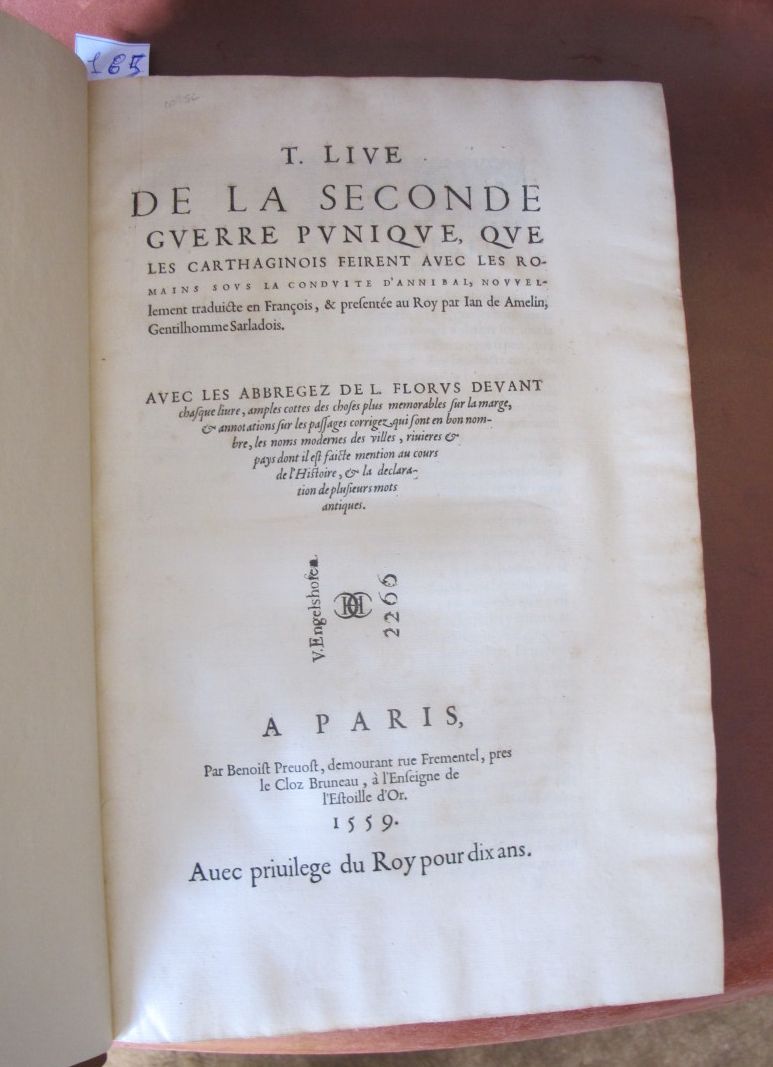 165
T. LIVE
DE LA SECONDE
GVERRE PVNIQVE, QVE
LES CARTHAGINOIS FEIRENT AVEC LES RO-
MAINS SOVS LA CONDVITE D'ANNIBAL, NOVVEL-
lement traduicte en François, & preſentée au Roy par Ian de Amelin,
Gentilhomme Sarladois.
AVEC LES ABBREGEZ DE L. FLORVS DEVANT
chaſque liure, amples cottes des choſes plus memorables ſur la marge,
& annotations ſur les paſſages corrigez, qui ſont en bon nom-
bre, les noms modernes des villes, riuieres &
pays dont il eſt faicte mention au cours
de l'Hiſtoire, & la declara-
tion de pluſieurs mots
antiques.
V. Engelshofen.
2266
A PARIS,
Par Benoiſt Preuoſt, demourant rue Frementel, pres
le Cloz Bruneau, à l'Enſeigne de
l'Eſtoille d'Or.
1559.
Auec priuilege du Roy pour dix ans.